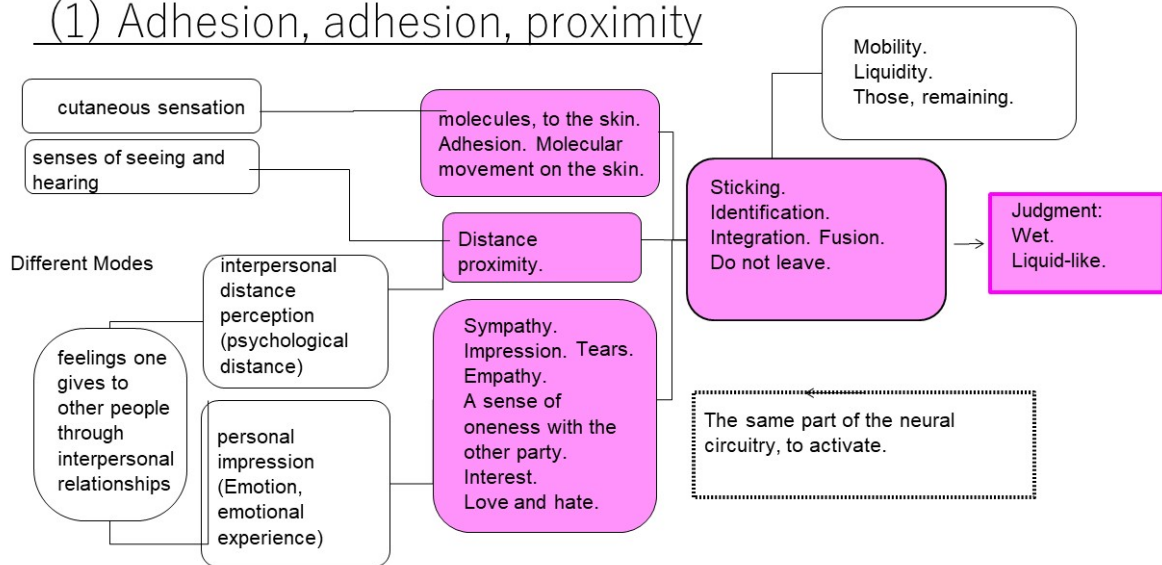 (1) Adhesion, adhesion, proximity
cutaneous sensation
senses of seeing and
hearing
Different Modes
feelings one
gives to
other people
through
interpersonal
relationships
interpersonal
distance
perception
(psychological
distance)
personal
impression
(Emotion,
emotional
experience)
molecules, to the skin.
Adhesion. Molecular
movement on the skin.
Distance
proximity.
Sympathy.
Impression. Tears.
Empathy.
A sense of
oneness with the
other party.
Interest.
Love and hate.
Mobility.
Liquidity.
Those, remaining.
Sticking.
Identification.
Integration. Fusion.
Do not leave.
Judgment:
Wet.
Liquid-like.
The same part of the neural
circuitry, to activate.